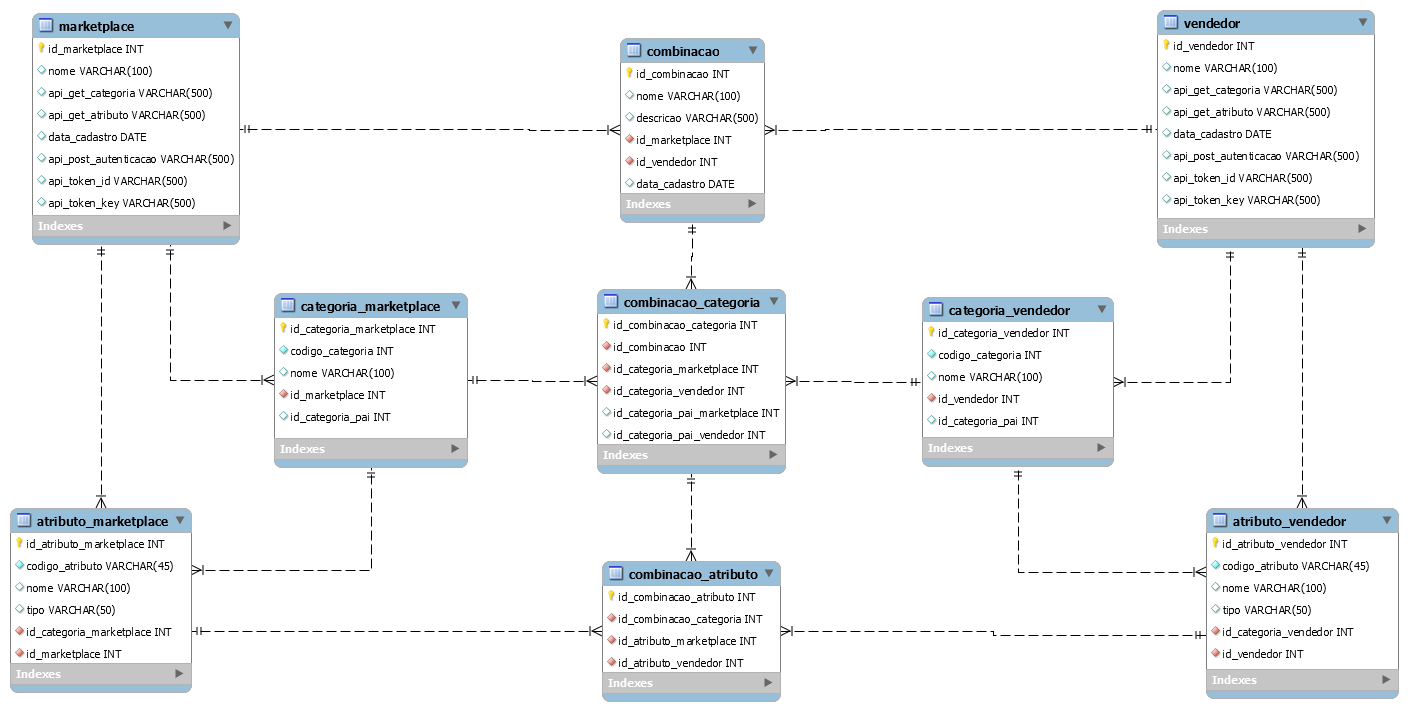 marketplace
id_marketplace INT
nome VARCHAR(100)
api_get_categoria VARCHAR(500)
api_get_atributo VARCHAR(500)
data_cadastro DATE
api_post_autenticacao VARCHAR(500)
api_token_id VARCHAR(500)
api_token_key VARCHAR(500)
Indexes
combinacao
id_combinacao INT
nome VARCHAR(100)
descricao VARCHAR(500)
id_marketplace INT
id_vendedor INT
data_cadastro DATE
Indexes
vendedor
id_vendedor INT
nome VARCHAR(100)
api_get_categoria VARCHAR(500)
api_get_atributo VARCHAR(500)
data_cadastro DATE
api_post_autenticacao VARCHAR(500)
api_token_id VARCHAR(500)
api_token_key VARCHAR(500)
Indexes
categoria_marketplace
id_categoria_marketplace INT
codigo_categoria INT
nome VARCHAR(100)
id_marketplace INT
id_categoria_pai INT
Indexes
combinacao_categoria
id_combinacao_categoria INT
id_combinacao INT
id_categoria_marketplace INT
id_categoria_vendedor INT
id_categoria_pai_marketplace INT
id_categoria_pai_vendedor INT
Indexes
categoria_vendedor
id_categoria_vendedor INT
codigo_categoria INT
nome VARCHAR(100)
id_vendedor INT
id_categoria_pai INT
Indexes
atributo_marketplace
id_atributo_marketplace INT
codigo_atributo VARCHAR(45)
nome VARCHAR(100)
tipo VARCHAR(50)
id_categoria_marketplace INT
id_marketplace INT
Indexes
combinacao_atributo
id_combinacao_atributo INT
id_combinacao_categoria INT
id_atributo_marketplace INT
id_atributo_vendedor INT
Indexes
atributo_vendedor
id_atributo_vendedor INT
codigo_atributo VARCHAR(45)
nome VARCHAR(100)
tipo VARCHAR(50)
id_categoria_vendedor INT
id_vendedor INT
Indexes